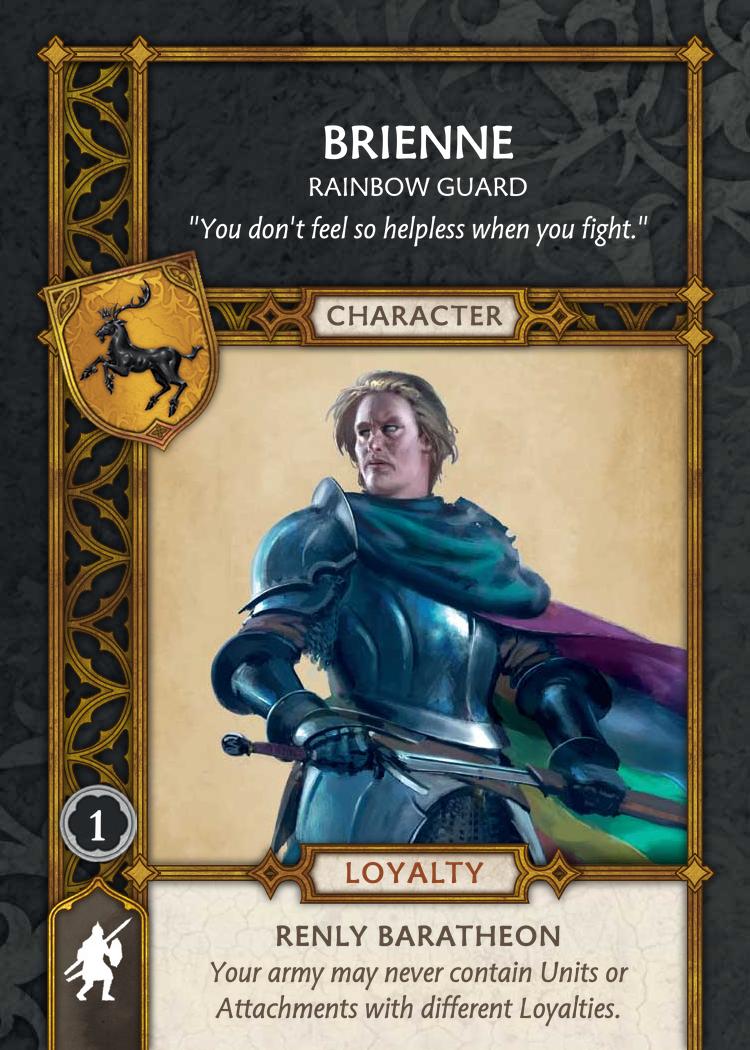 BRIENNE
RAINBOW GUARD
"You don't feel so helpless when you fight."
CHARACTER
1
LOYALTY
RENLY BARATHEON
Your army may never contain Units or
Attachments with different Loyalties.